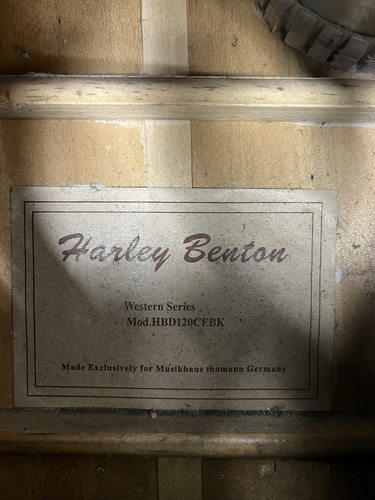 Harley Benton
Western Series
Mod.HBD120CEBK
Made Exclusively for Musikhaus thomann Germany